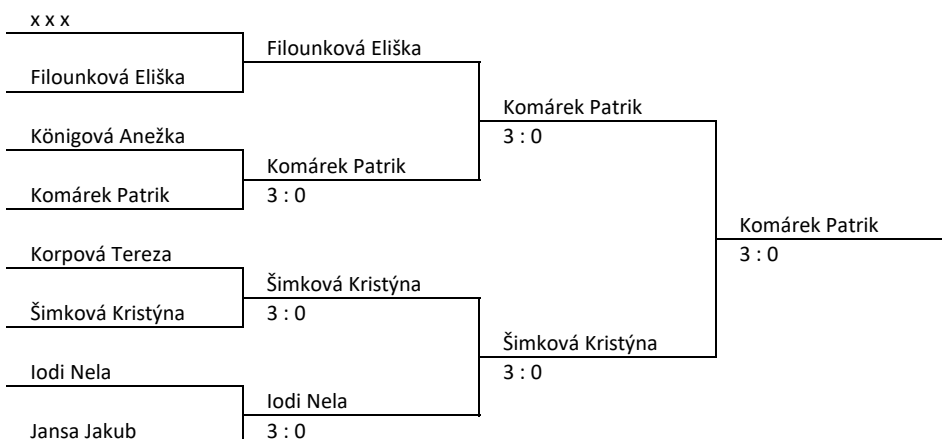 x x x
Filounková Eliška
Filounková Eliška
Komárek Patrik
3 : 0
Königová Anežka
Komárek Patrik
3 : 0
Komárek Patrik
Komárek Patrik
3 : 0
Korpová Tereza
Šimková Kristýna
3 : 0
Šimková Kristýna
Šimková Kristýna
3 : 0
Iodi Nela
Iodi Nela
3 : 0
Jansa Jakub